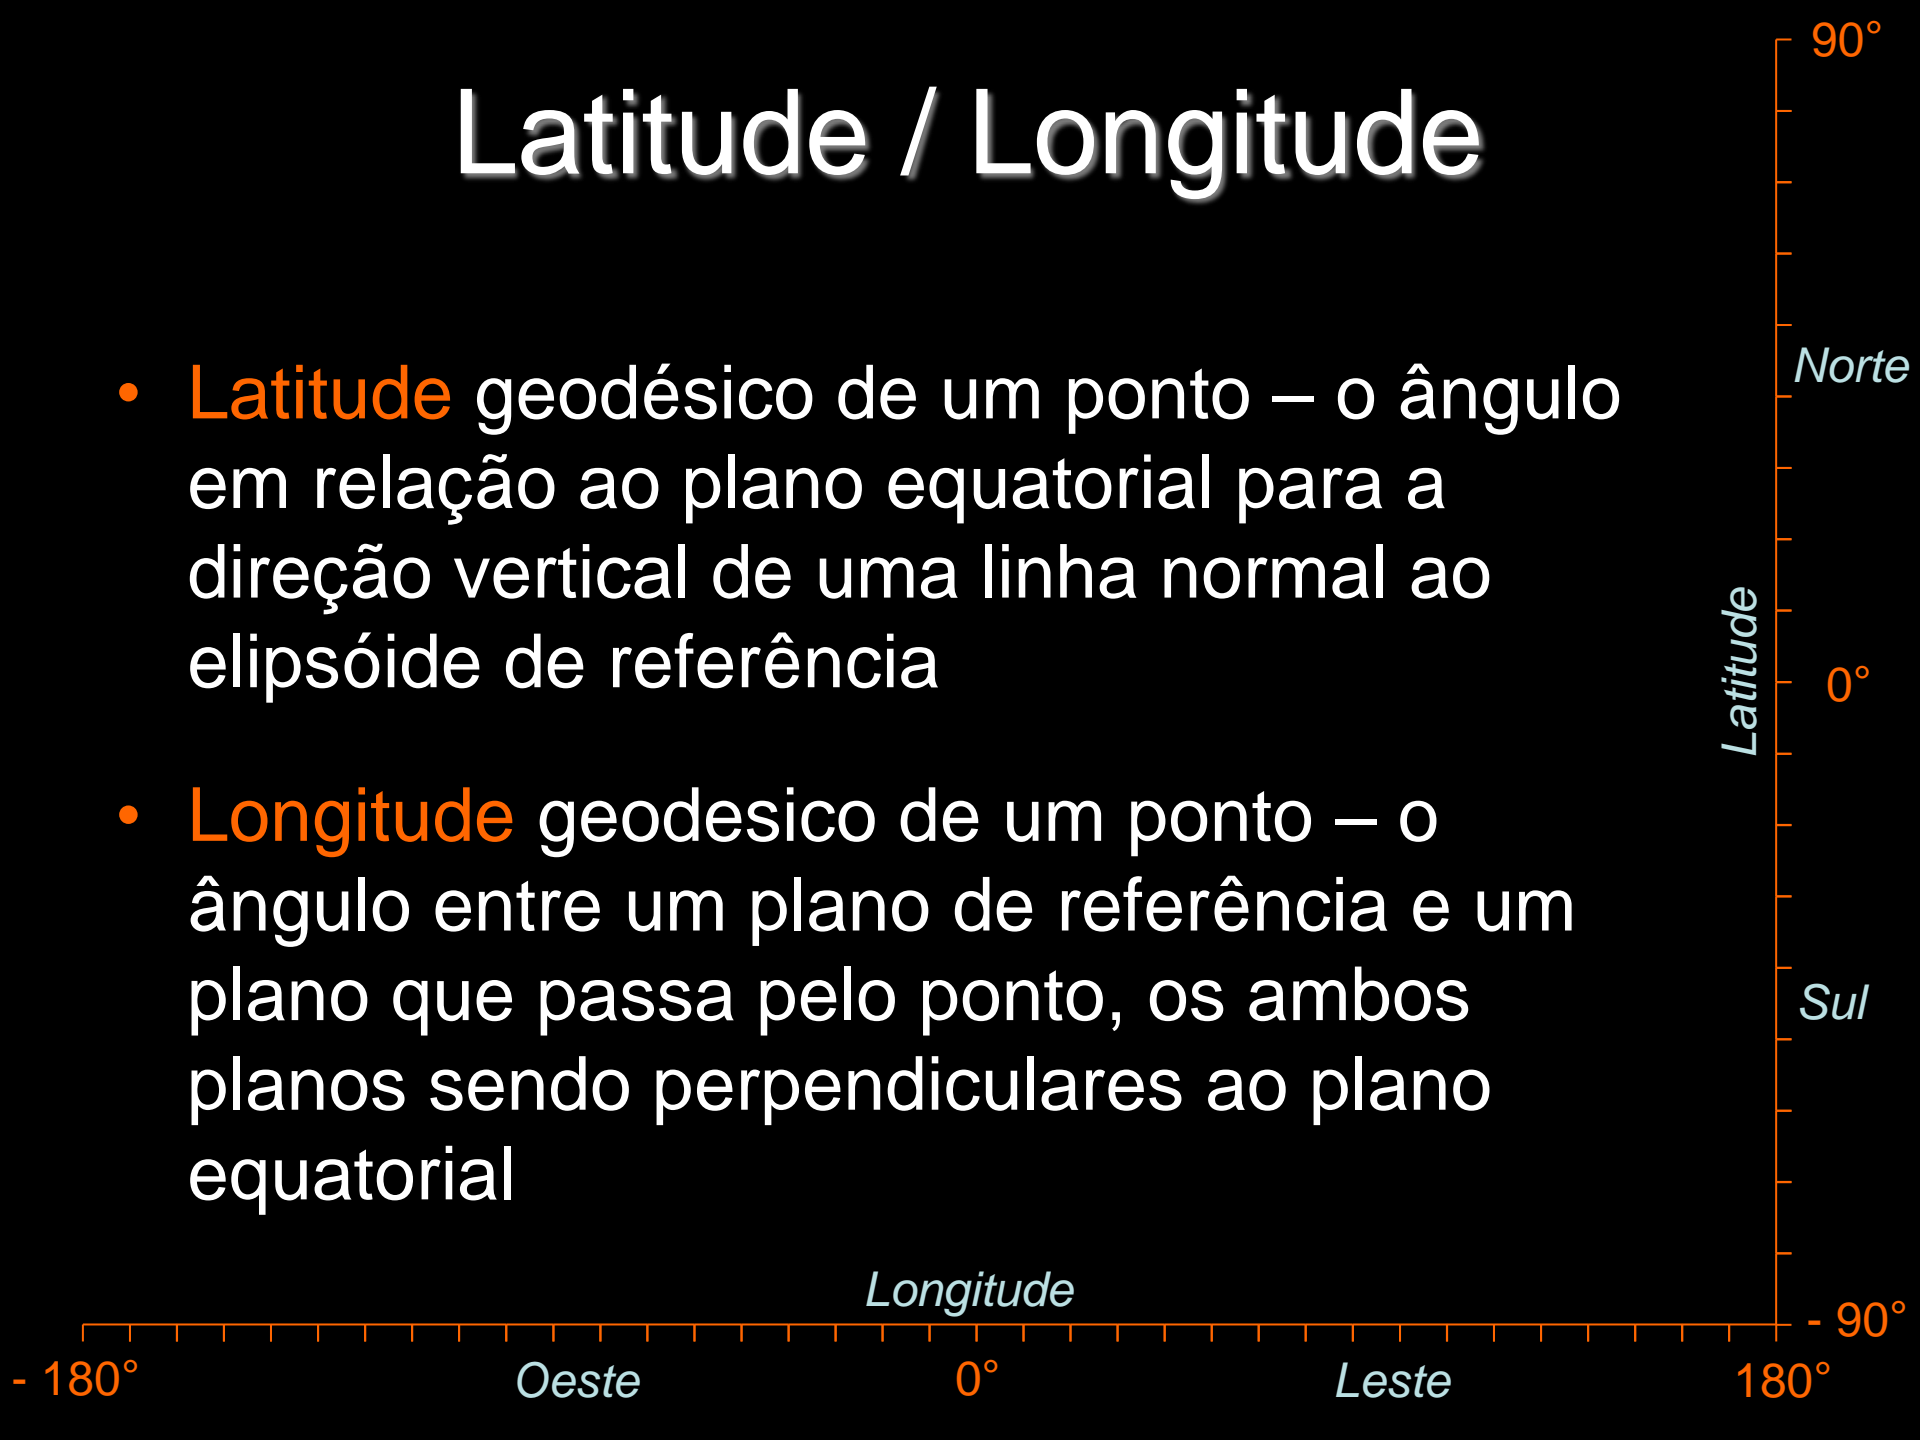 90°
Latitude / Longitude
• Latitude geodésico de um ponto – o ângulo
em relação ao plano equatorial para a
direção vertical de uma linha normal ao
elipsóide de referência
• Longitude geodesico de um ponto – o
ângulo entre um plano de referência e um
plano que passa pelo ponto, os ambos
planos sendo perpendiculares ao plano
equatorial
Norte
Latitude
0°
Sul
- 90°
Longitude
- 180°
Oeste
0°
Leste
180°